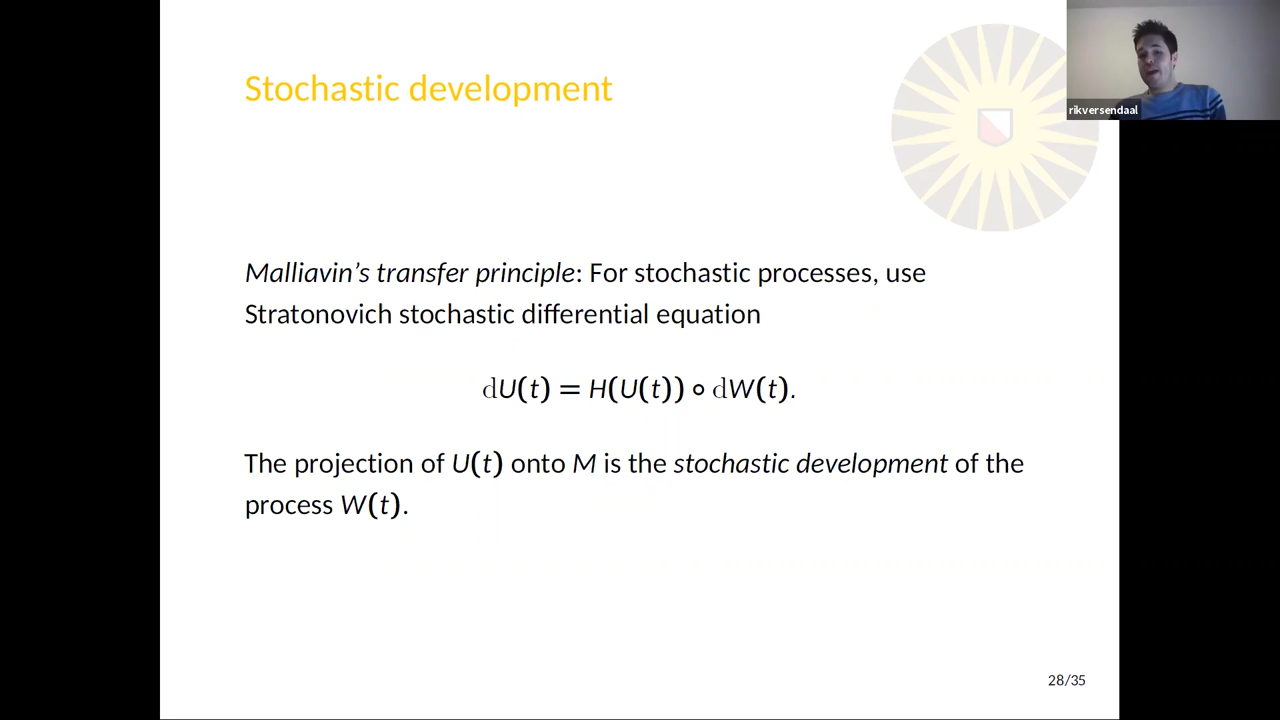 Stochastic development
rikversendaal
Malliavin’s transfer principle: For stochastic processes, use
Stratonovich stochastic differential equation
dU(t) = H(U(t)) ∘ dW(t).
The projection of U(t) onto M is the stochastic development of the
process W(t).
28/35